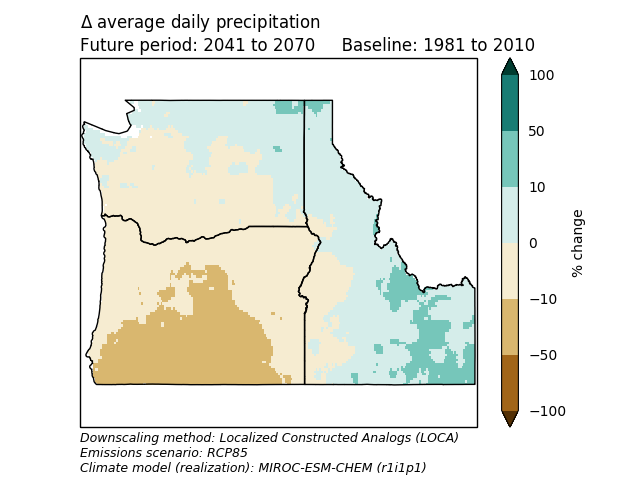 Δ average daily precipitation
Future period: 2041 to 2070     Baseline: 1981 to 2010
100
50
10
0
−10
−50
−100
% change
Downscaling method: Localized Constructed Analogs (LOCA)
Emissions scenario: RCP85
Climate model (realization): MIROC-ESM-CHEM (r1i1p1)